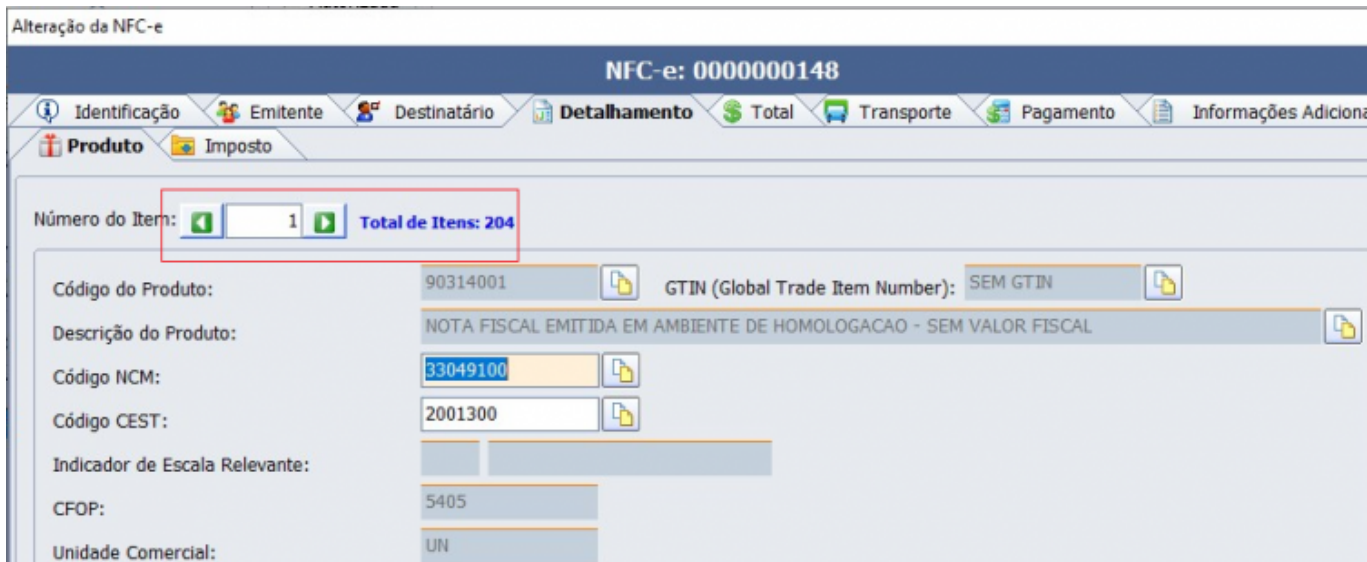 Alteração da NFC-e
NFC-e: 0000000148
Identificação Emitente Destinatário Detalhamento Total Transporte Pagamento Informações Adiciona
Produto Imposto
Número do Item: 1 Total de Itens: 204
Código do Produto: 90314001 GTIN (Global Trade Item Number): SEM GTIN
Descrição do Produto: NOTA FISCAL EMITIDA EM AMBIENTE DE HOMOLOGACAO - SEM VALOR FISCAL
Código NCM: 33049100
Código CEST: 2001300
Indicador de Escala Relevante:
CFOP: 5405
Unidade Comercial: UN